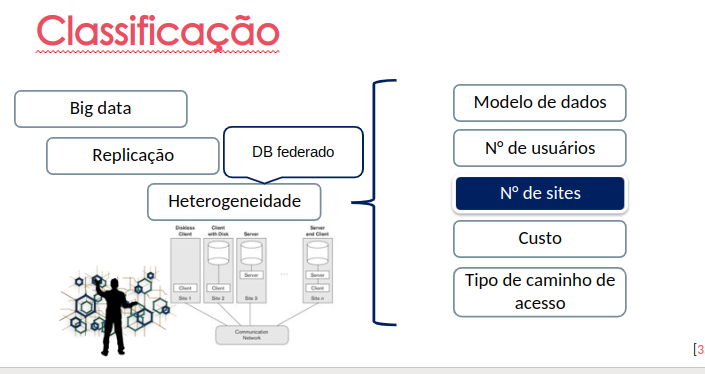 Classificação
Big data
Replicação
DB federado
Heterogeneidade
Modelo de dados
N° de usuários
N° de sites
Custo
Tipo de caminho de
acesso
Diskless
Client
Client
with Disk
Server
Server
and Client
Server
Server
Client
Client
Client
Site 1
Site 2
Site 3
Site n
Communication
Network
[3